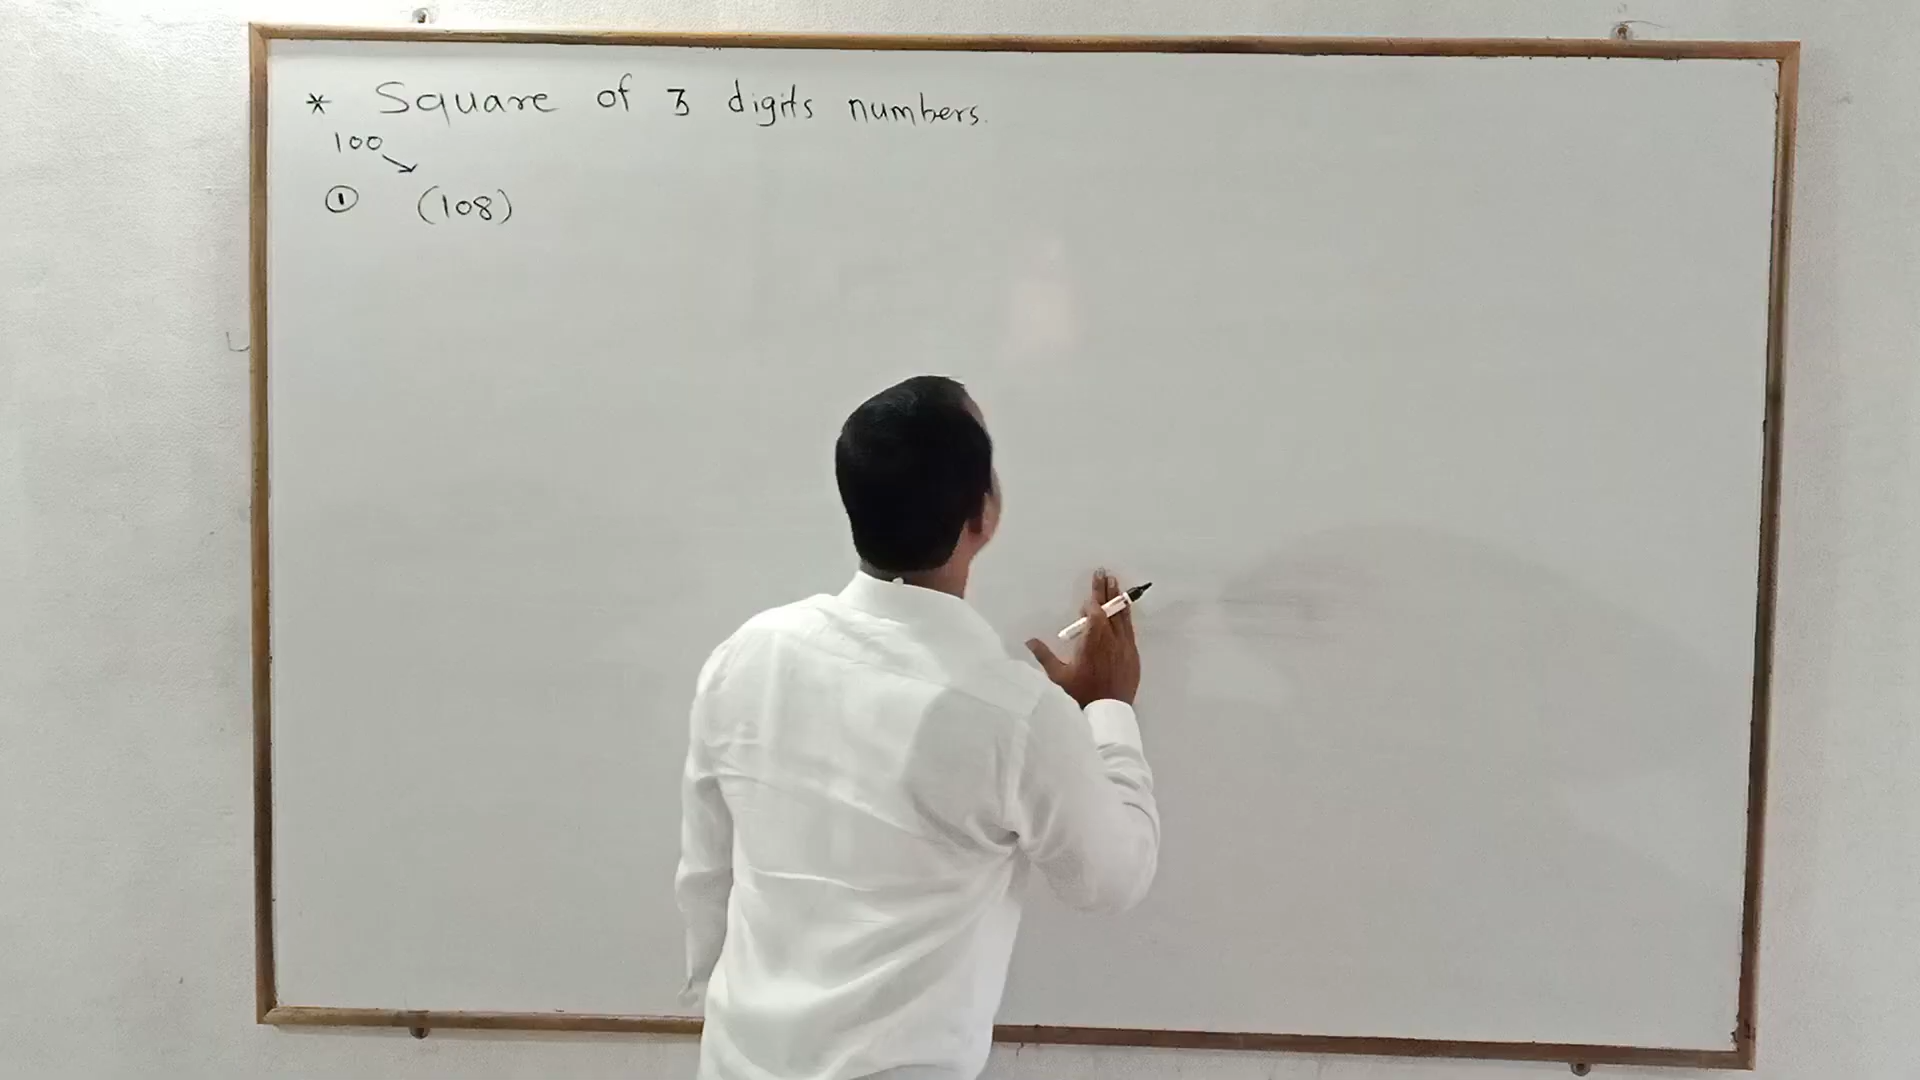 * Square of 3 digits numbers.
100
① (108)